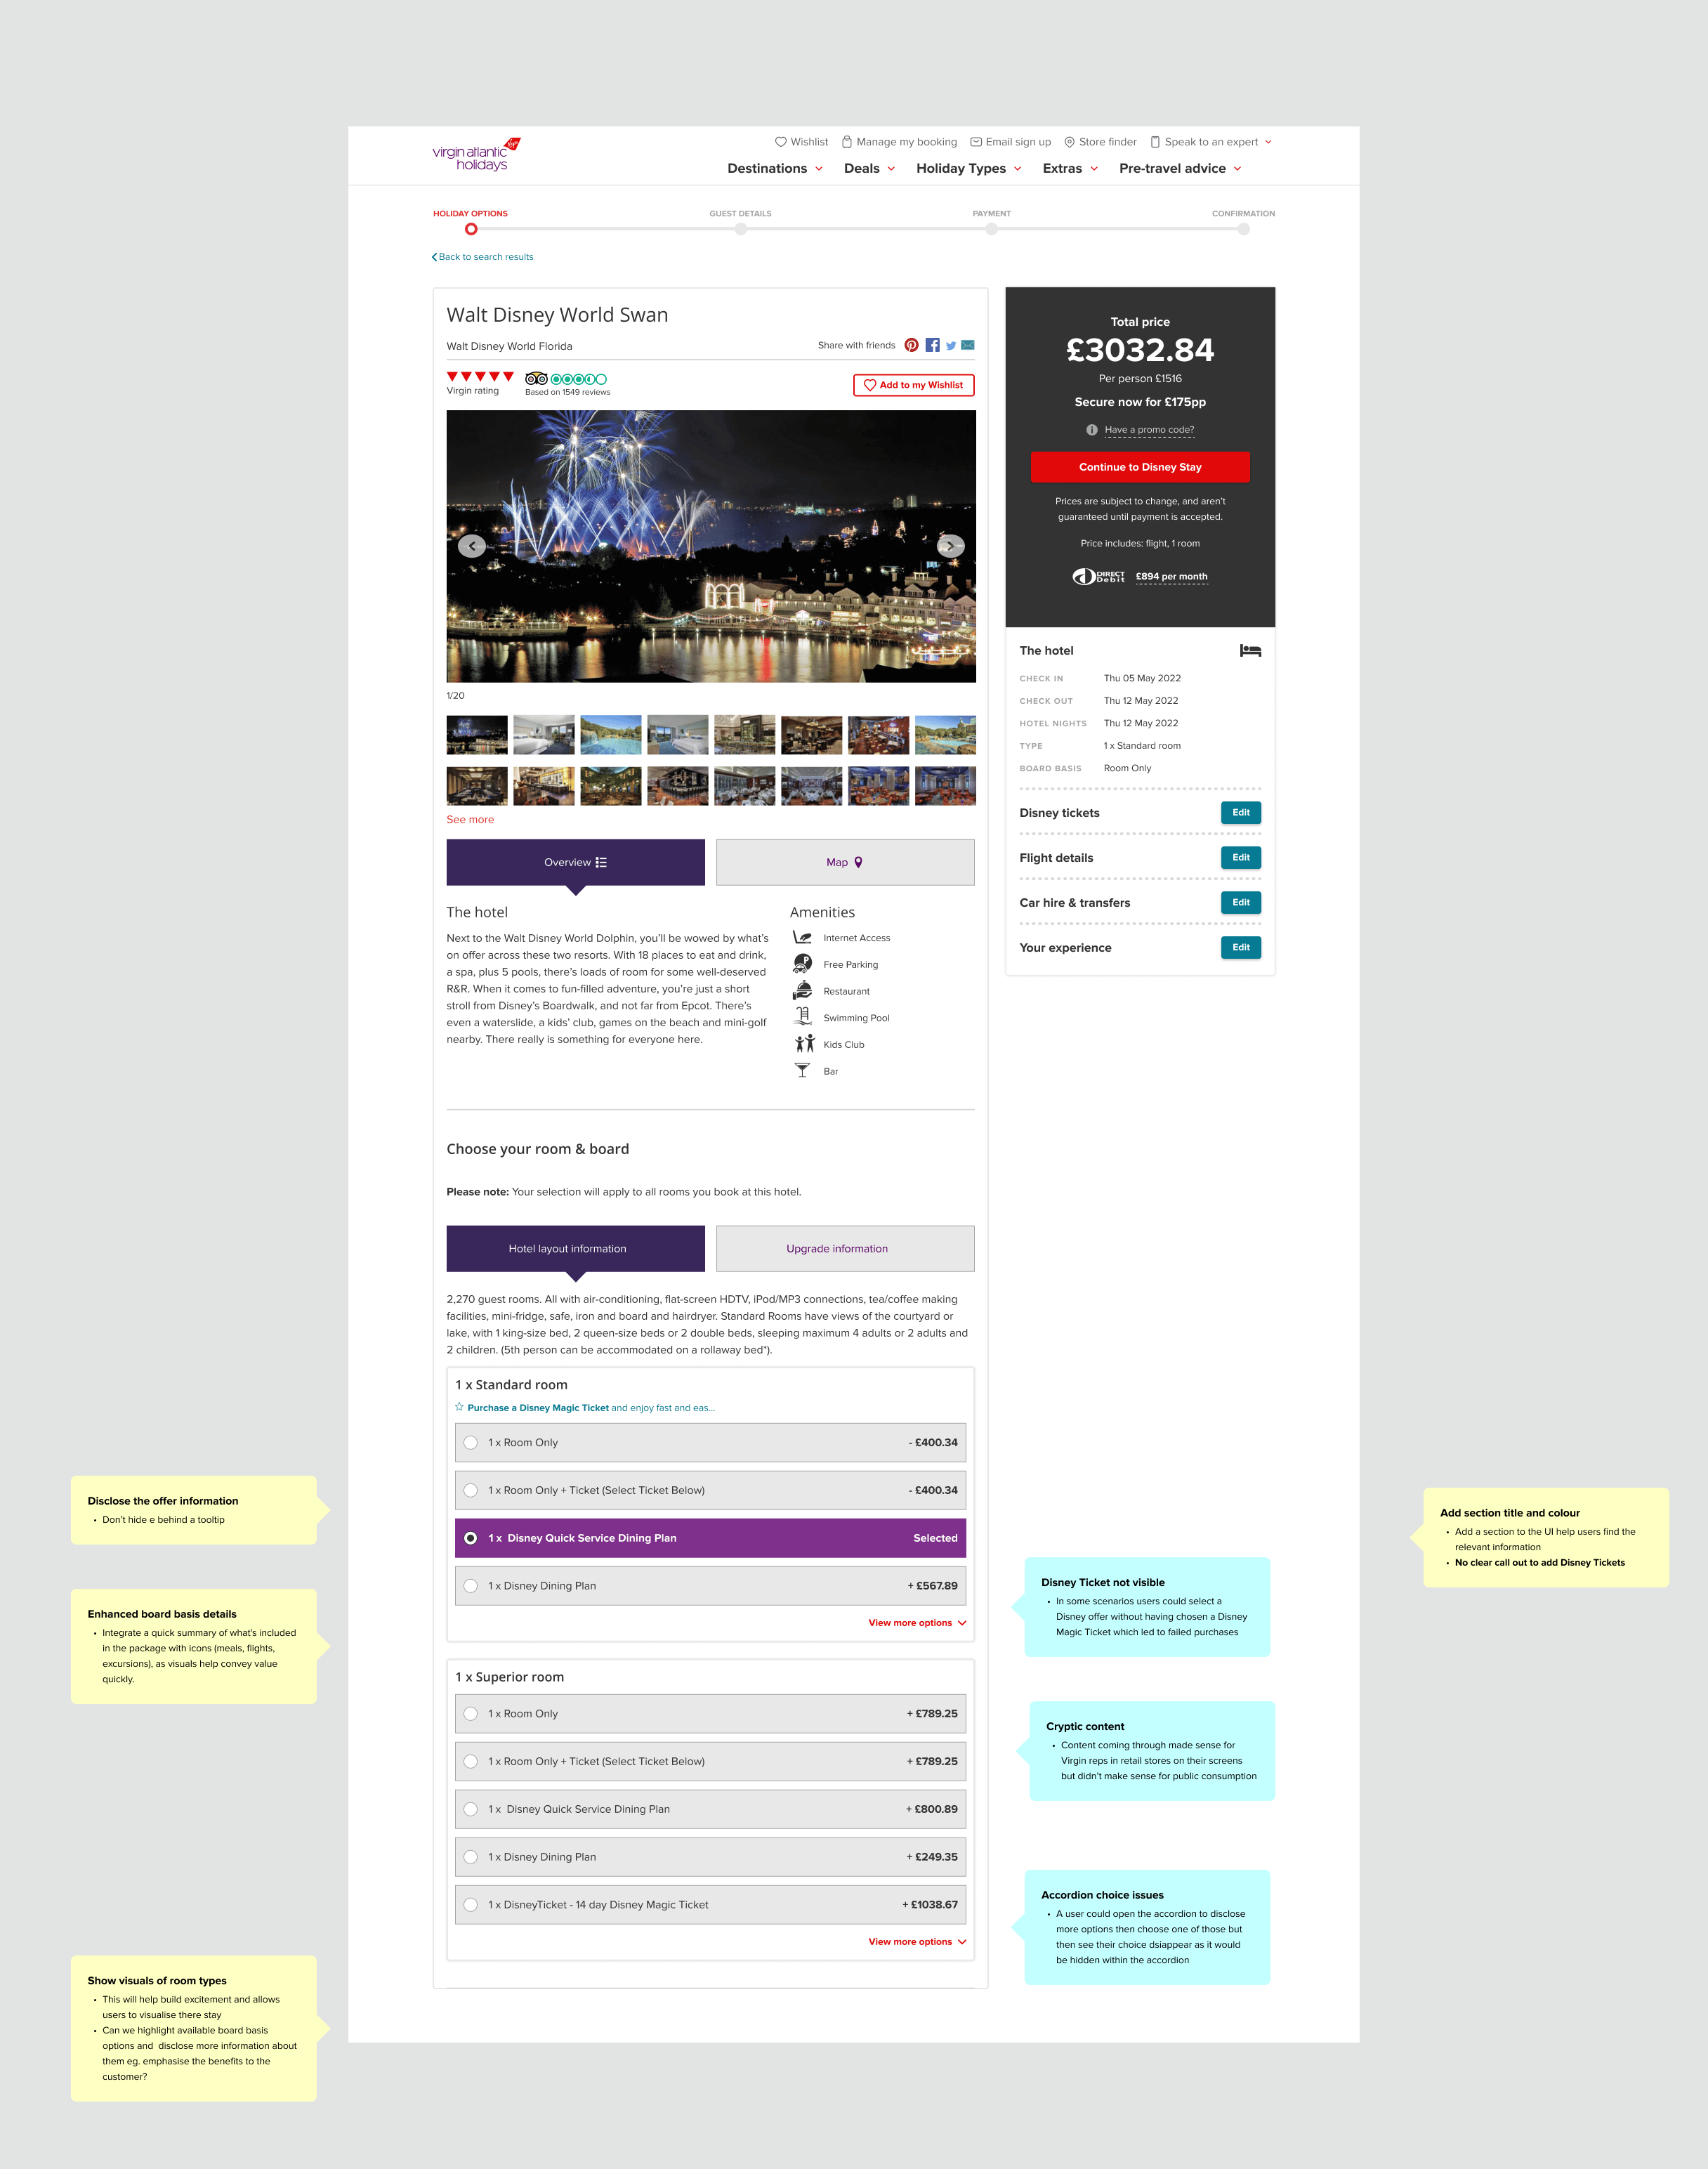 virgin atlantic
holidays
Wishlist
Manage my booking
Email sign up
Store finder
Speak to an expert
Destinations
Deals
Holiday Types
Extras
Pre-travel advice
HOLIDAY OPTIONS
GUEST DETAILS
PAYMENT
CONFIRMATION
Back to search results
Walt Disney World Swan
Walt Disney World Florida
Share with friends
Virgin rating
Based on 1549 reviews
Add to my Wishlist
1/20
See more
Overview
Map
The hotel
Next to the Walt Disney World Dolphin, you'll be wowed by what's
on offer across these two resorts. With 18 places to eat and drink,
a spa, plus 5 pools, there's loads of room for some well-deserved
R&R. When it comes to fun-filled adventure, you're just a short
stroll from Disney's Boardwalk, and not far from Epcot. There's
even a waterslide, a kids' club, games on the beach and mini-golf
nearby. There really is something for everyone here.
Amenities
Internet Access
Free Parking
Restaurant
Swimming Pool
Kids Club
Bar
Total price
£3032.84
Per person £1516
Secure now for £175pp
Have a promo code?
Continue to Disney Stay
Prices are subject to change, and aren't
guaranteed until payment is accepted.
Price includes: flight, 1 room
DIRECT
Debit
£894 per month
The hotel
CHECK IN Thu 05 May 2022
CHECK OUT Thu 12 May 2022
HOTEL NIGHTS Thu 12 May 2022
TYPE 1 x Standard room
BOARD BASIS Room Only
Disney tickets Edit
Flight details Edit
Car hire & transfers Edit
Your experience Edit
Choose your room & board
Please note: Your selection will apply to all rooms you book at this hotel.
Hotel layout information
Upgrade information
2,270 guest rooms. All with air-conditioning, flat-screen HDTV, iPod/MP3 connections, tea/coffee making
facilities, mini-fridge, safe, iron and board and hairdryer. Standard Rooms have views of the courtyard or
lake, with 1 king-size bed, 2 queen-size beds or 2 double beds, sleeping maximum 4 adults or 2 adults and
2 children. (5th person can be accommodated on a rollaway bed*).
1 x Standard room
Purchase a Disney Magic Ticket and enjoy fast and eas...
1 x Room Only - £400.34
1 x Room Only + Ticket (Select Ticket Below) - £400.34
1 x Disney Quick Service Dining Plan Selected
1 x Disney Dining Plan + £567.89
View more options
1 x Superior room
1 x Room Only + £789.25
1 x Room Only + Ticket (Select Ticket Below) + £789.25
1 x Disney Quick Service Dining Plan + £800.89
1 x Disney Dining Plan + £249.35
1 x DisneyTicket - 14 day Disney Magic Ticket + £1038.67
View more options
Disclose the offer information
• Don't hide e behind a tooltip
Enhanced board basis details
• Integrate a quick summary of what's included
in the package with icons (meals, flights,
excursions), as visuals help convey value
quickly.
Show visuals of room types
• This will help build excitement and allows
users to visualise there stay
• Can we highlight available board basis
options and disclose more information about
them eg. emphasise the benefits to the
customer?
Disney Ticket not visible
• In some scenarios users could select a
Disney offer without having chosen a Disney
Magic Ticket which led to failed purchases
Cryptic content
• Content coming through made sense for
Virgin reps in retail stores on their screens
but didn't make sense for public consumption
Accordion choice issues
• A user could open the accordion to disclose
more options then choose one of those but
then see their choice dsiappear as it would
be hidden within the accordion
Add section title and colour
• Add a section to the UI help users find the
relevant information
• No clear call out to add Disney Tickets